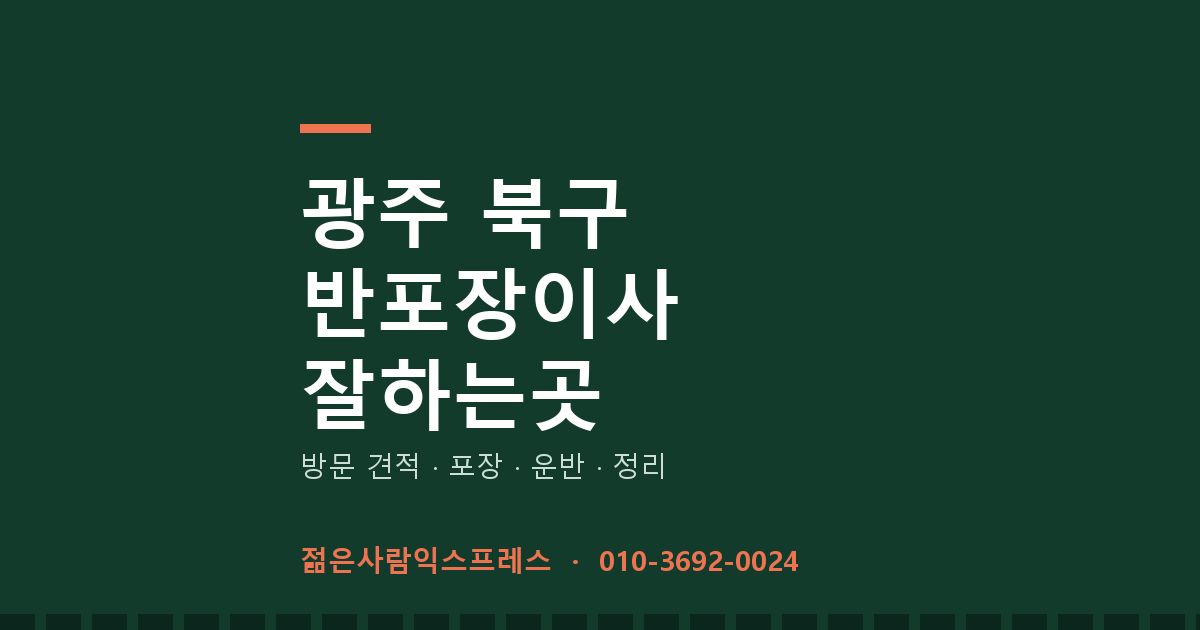 광주 북구
반포장이사
잘하는곳
방문 견적 · 포장 · 운반 · 정리
젊은사람익스프레스 · 010-3692-0024